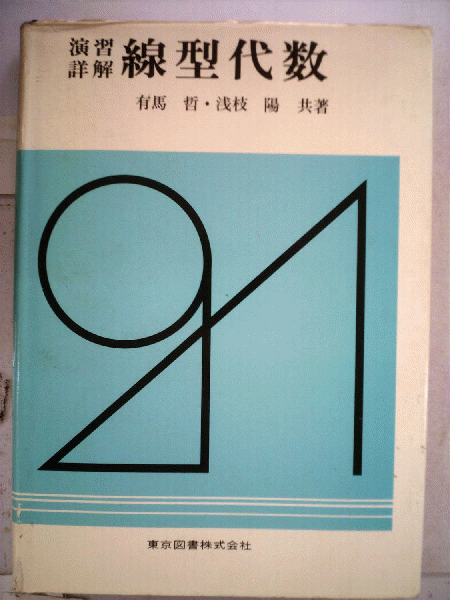 演習
詳解 線型代数
有馬 哲・浅枝 陽 共著
東京図書株式会社